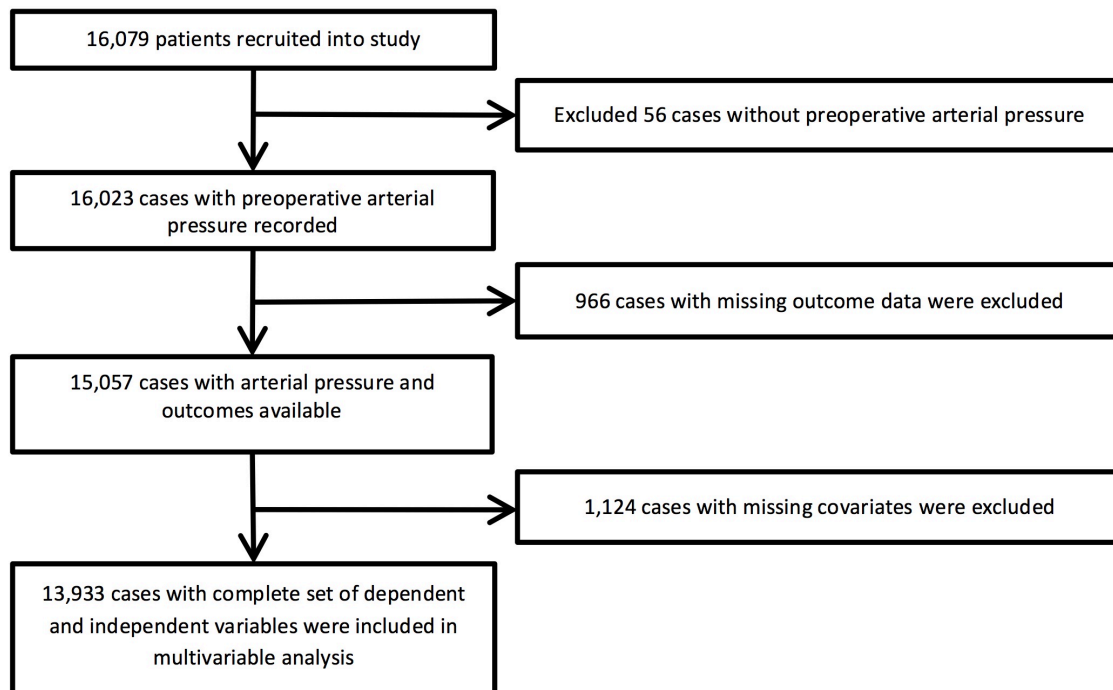 16,079 patients recruited into study
Excluded 56 cases without preoperative arterial pressure
16,023 cases with preoperative arterial
pressure recorded
966 cases with missing outcome data were excluded
15,057 cases with arterial pressure and
outcomes available
1,124 cases with missing covariates were excluded
13,933 cases with complete set of dependent
and independent variables were included in
multivariable analysis